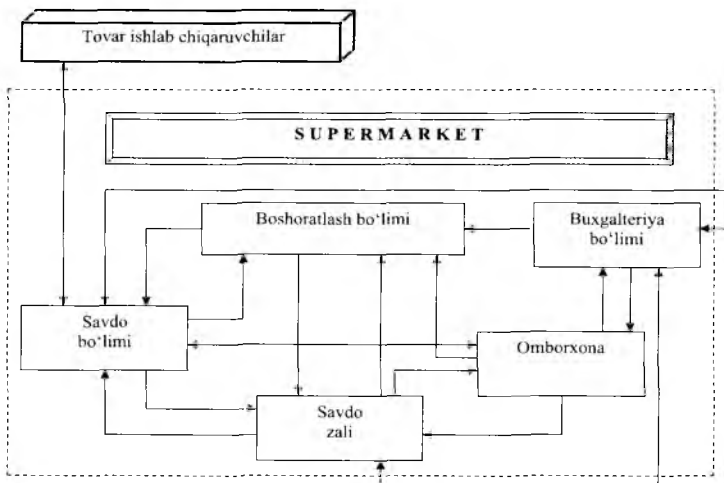 Tovar ishlab chiqaruvchilar
SUPERMARKET
Boshoratlash bo‘limi
Buxgalteriya
bo‘limi
Savdo
bo‘limi
Omborxona
Savdo
zali